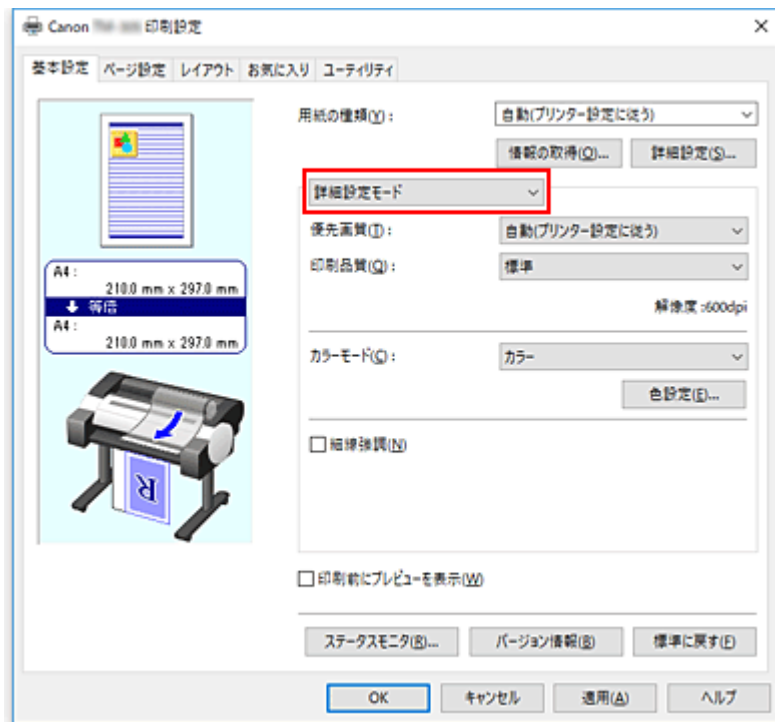 Canon 印刷設定
基本設定 ページ設定 レイアウト お気に入り ユーティリティ
用紙の種類(Y): 自動(プリンター設定に従う)
情報の取得(O)... 詳細設定(S)...
詳細設定モード
優先画質(T): 自動(プリンター設定に従う)
印刷品質(Q): 標準
解像度:600dpi
A4:
210.0 mm x 297.0 mm
等倍
A4:
210.0 mm x 297.0 mm
カラーモード(C): カラー
色設定(E)...
細線強調(N)
R
印刷前にプレビューを表示(W)
ステータスモニタ(R)... バージョン情報(B) 標準に戻す(F)
OK キャンセル 適用(A) ヘルプ